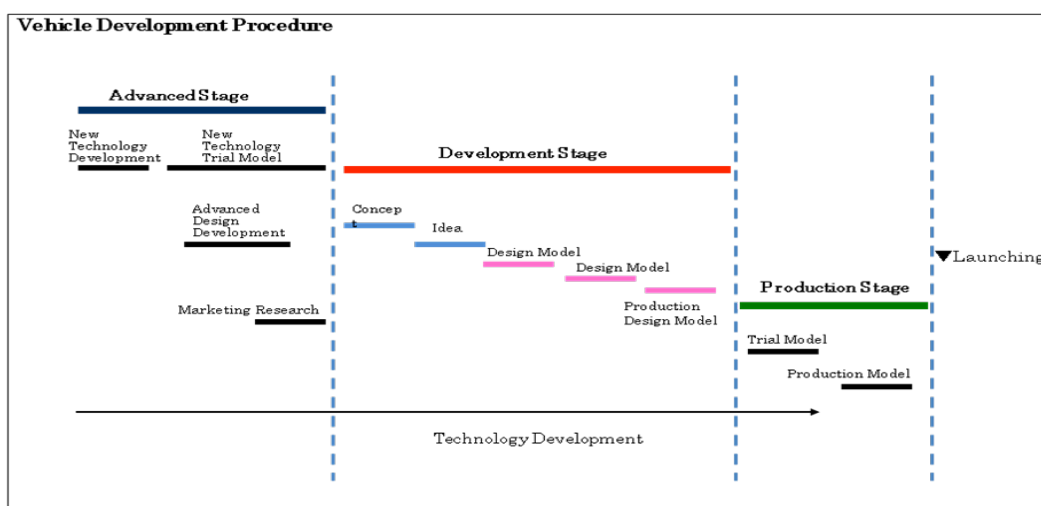 Vehicle Development Procedure
Advanced Stage
New
Technology
Development
New
Technology
Trial Model
Development Stage
Advanced
Design
Development
Concep
t
Idea
Design Model
Design Model
Launching
Production Stage
Marketing Research
Production
Design Model
Trial Model
Production Model
Technology Development